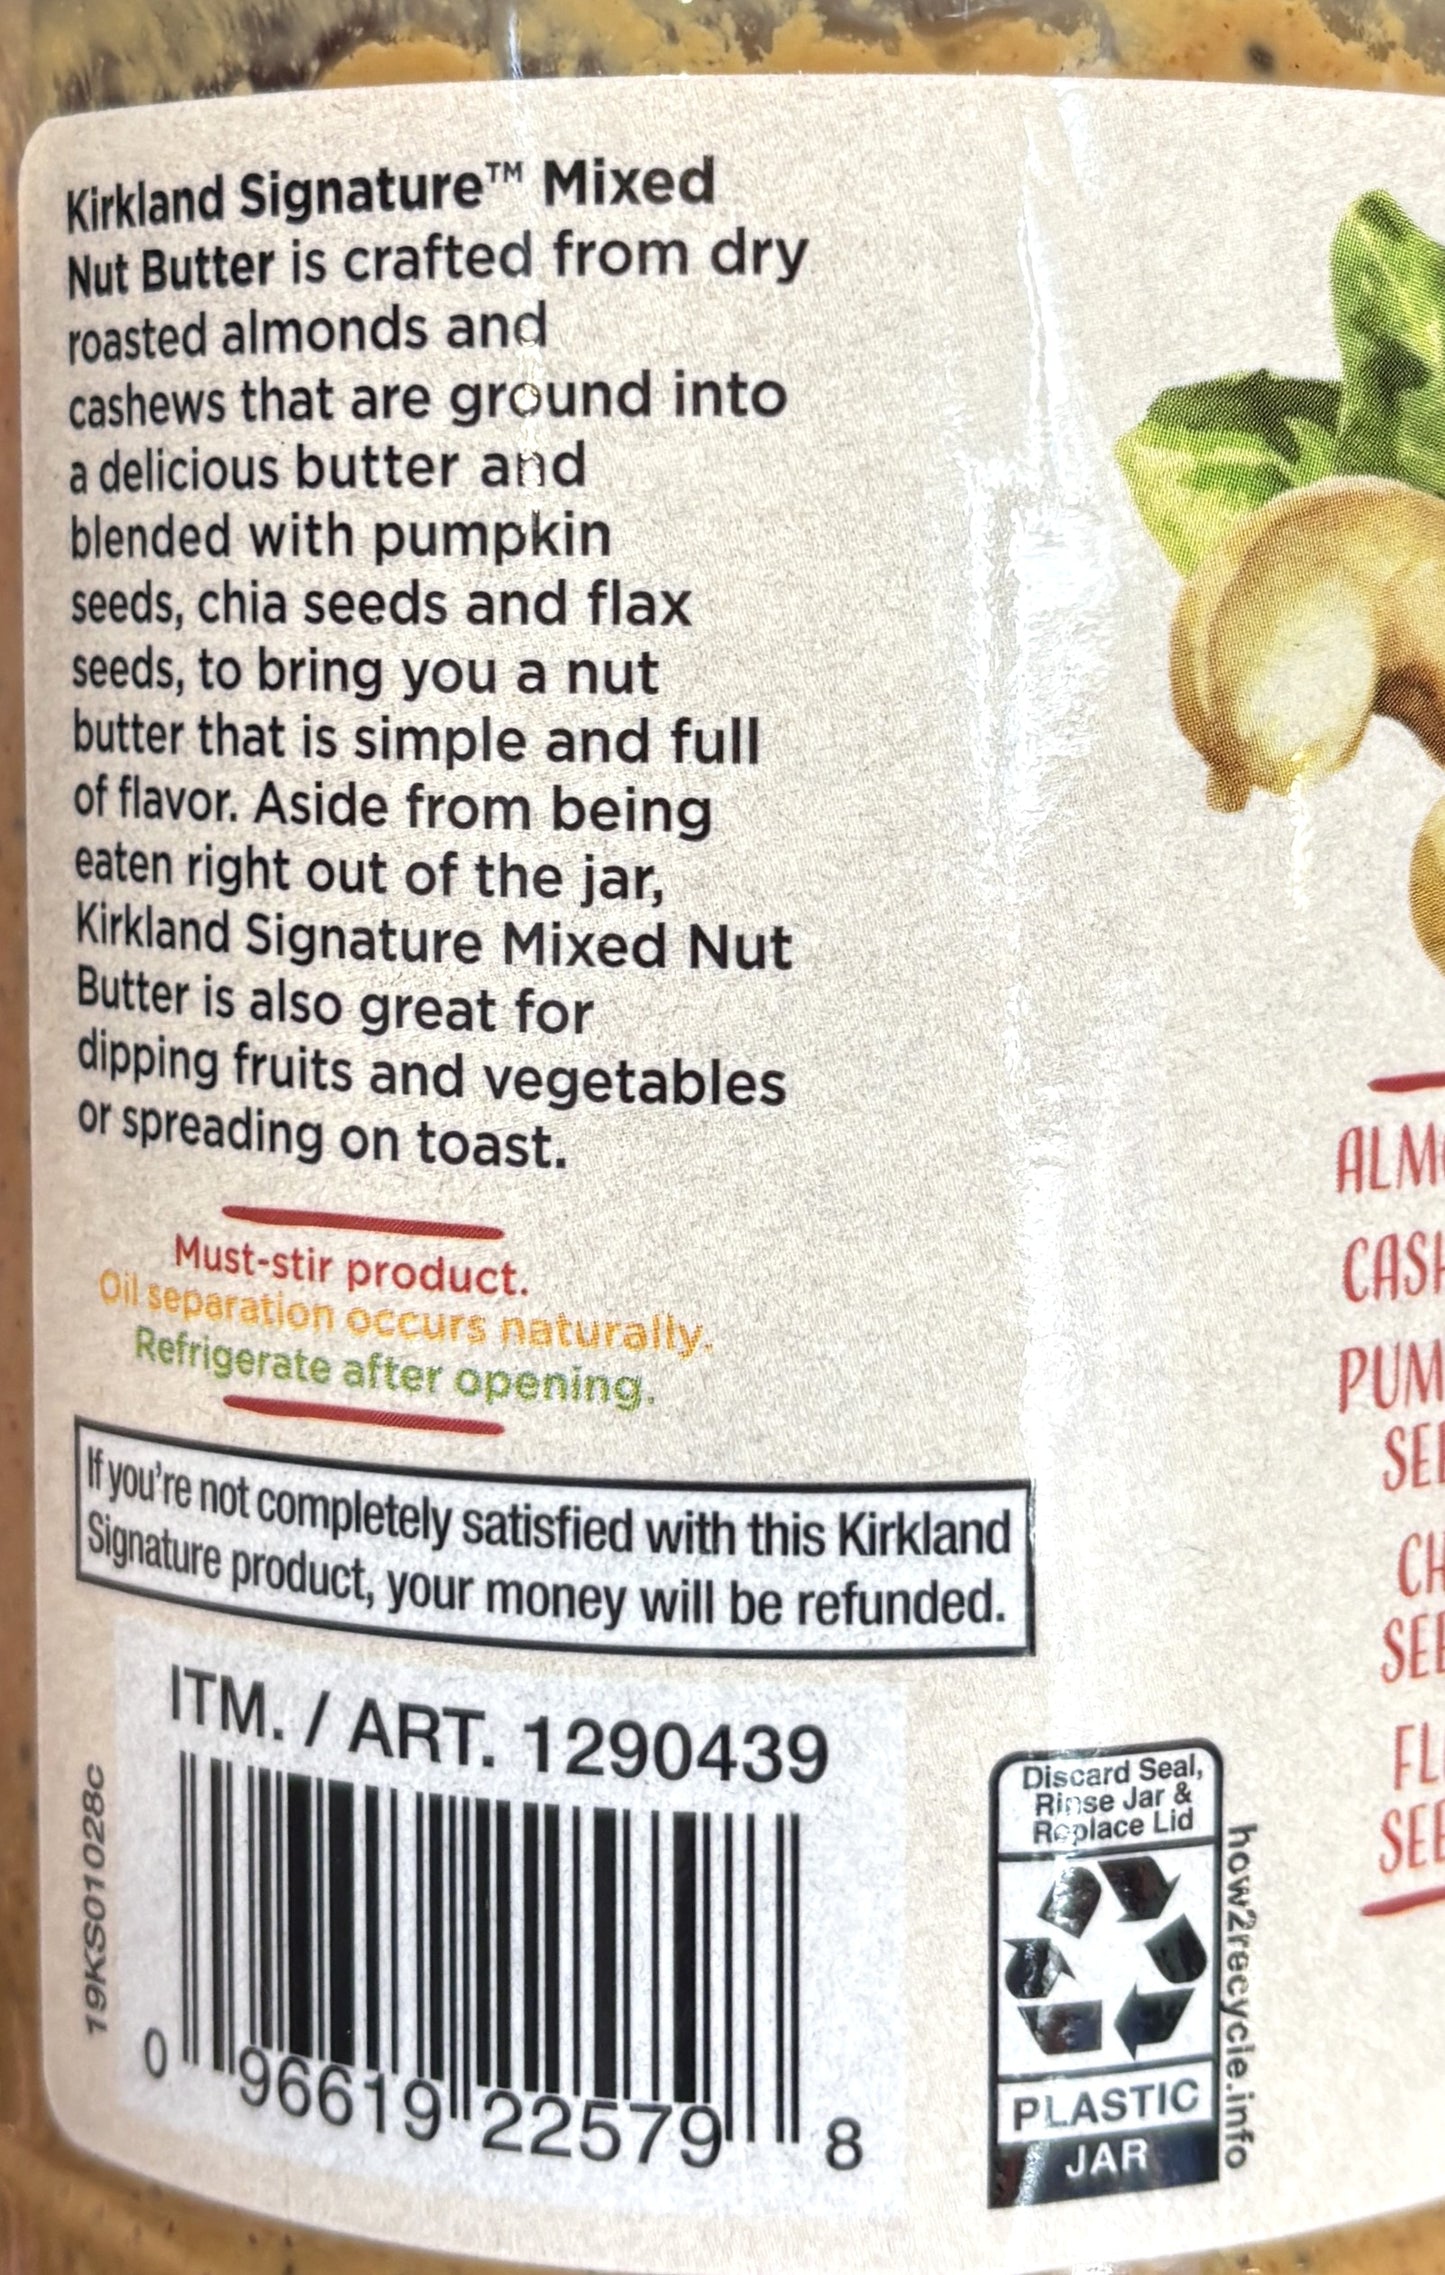 Kirkland Signature™ Mixed
Nut Butter is crafted from dry
roasted almonds and
cashews that are ground into
a delicious butter and
blended with pumpkin
seeds, chia seeds and flax
seeds, to bring you a nut
butter that is simple and full
of flavor. Aside from being
eaten right out of the jar,
Kirkland Signature Mixed Nut
Butter is also great for
dipping fruits and vegetables
or spreading on toast.
Must-stir product.
Oil separation occurs naturally.
Refrigerate after opening.
If you're not completely satisfied with this Kirkland
Signature product, your money will be refunded.
ITM. / ART. 1290439
19KS01028c
0 96619 22579 8
Discard Seal,
Rinse Jar &
Replace Lid
PLASTIC
JAR
how2recycle.info